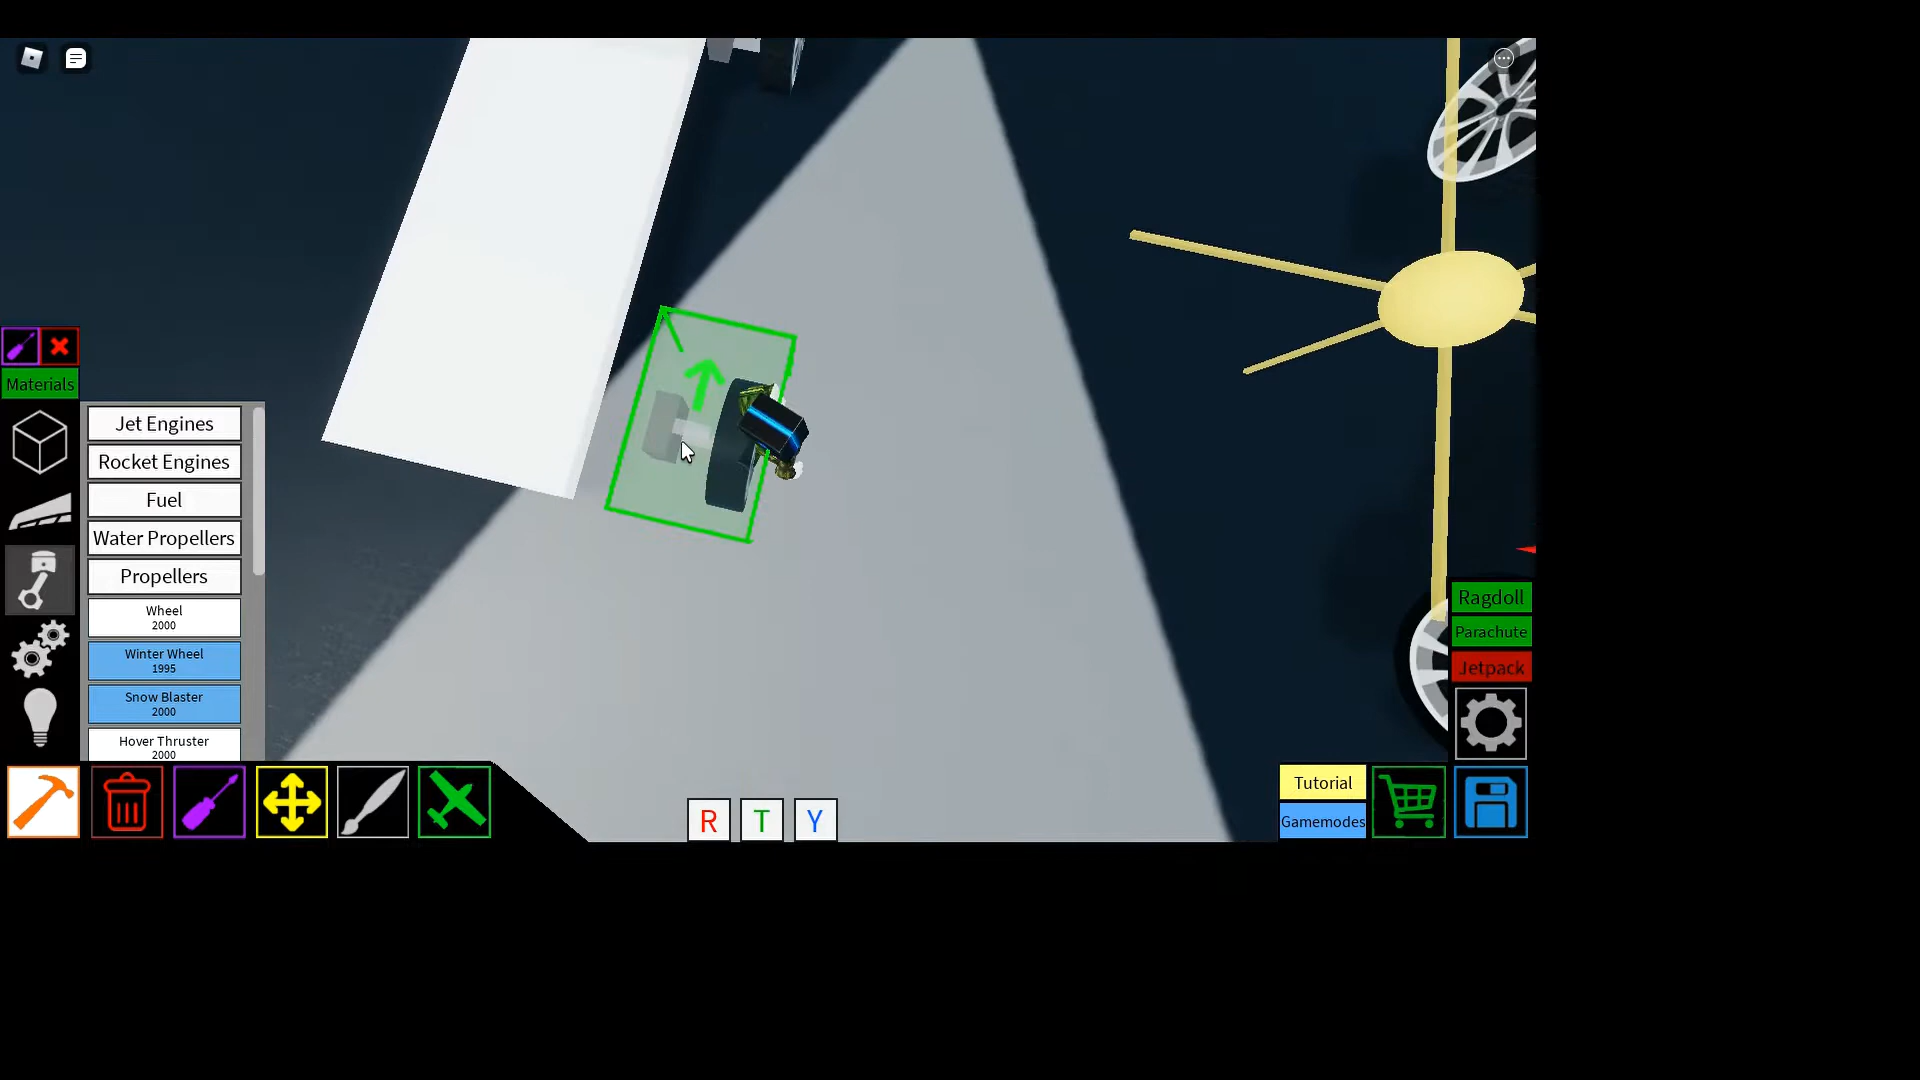 Materials
Jet Engines
Rocket Engines
Fuel
Water Propellers
Propellers
Wheel
2000
Winter Wheel
1995
Snow Blaster
2000
Hover Thruster
2000
R T Y
Ragdoll
Parachute
Jetpack
Tutorial
Gamemodes